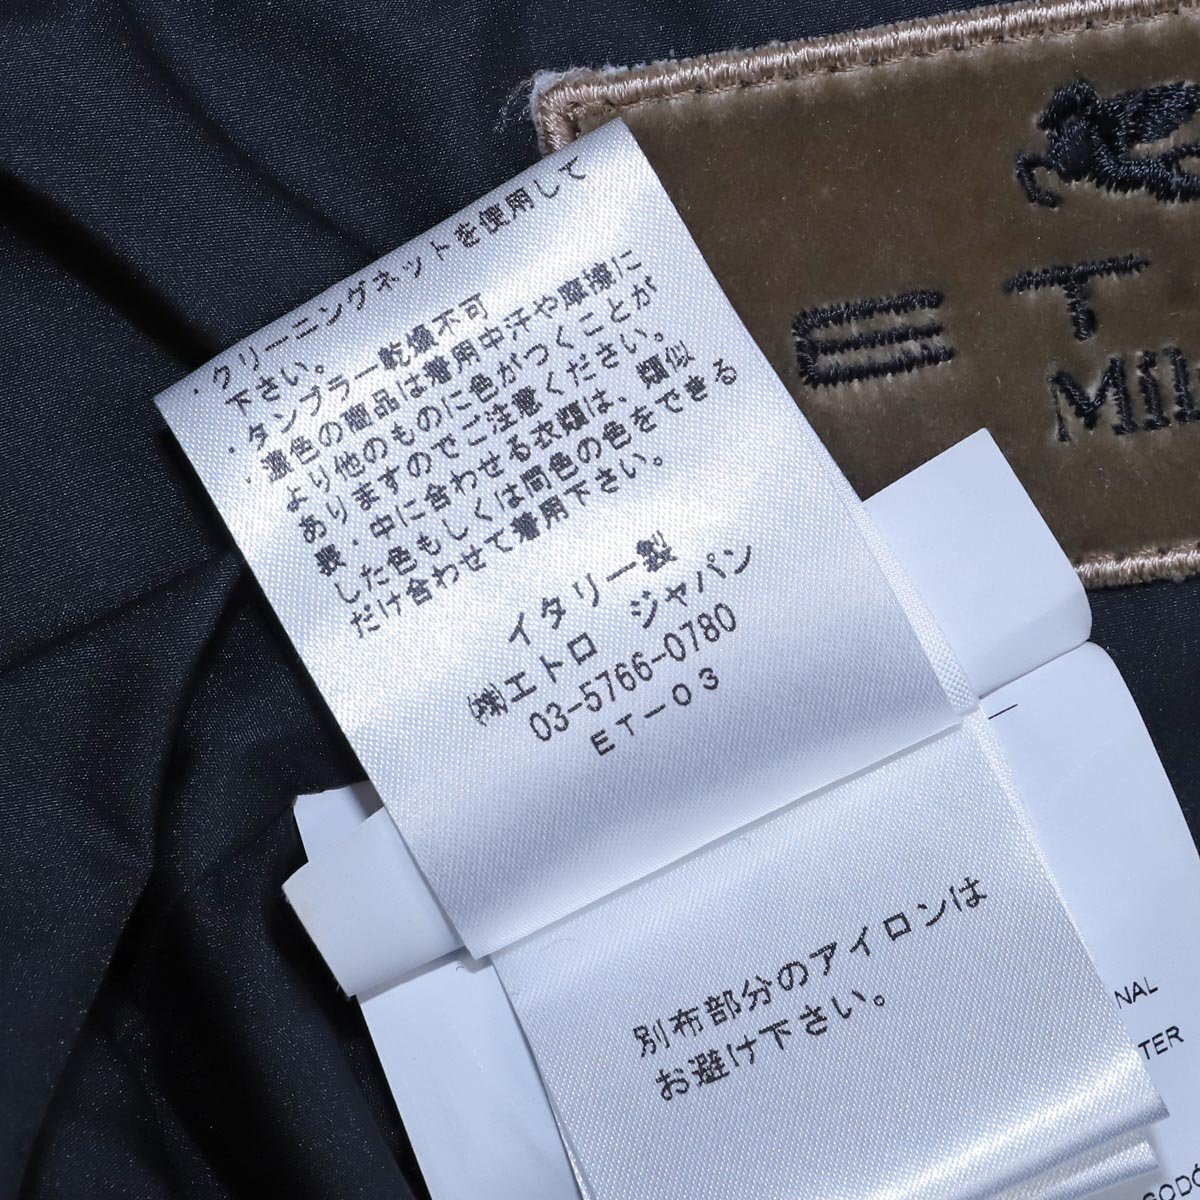 ・クリーニングネットを使用して
下さい。
・タンブラー乾燥不可
・濃色の商品は着用中汗や摩擦に
より他のものに色がつくことが
ありますのでご注意ください。
表・中に合わせる衣類は、類似
した色もしくは同色の色をできる
だけ合わせて着用下さい。
イタリー製
㈱エトロ ジャパン
03-5766-0780
ET-03
別布部分のアイロンは
お避け下さい。
ET
MIL
NAL
TER